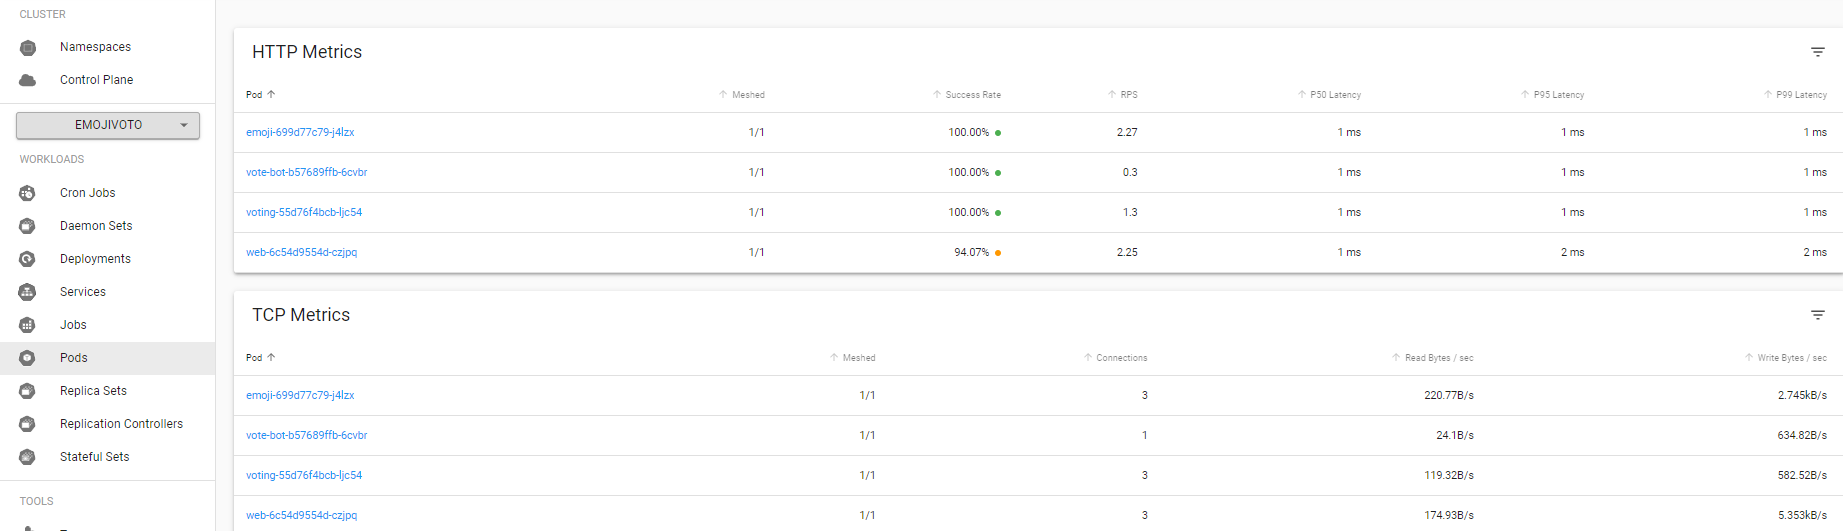 CLUSTER
Namespaces
Control Plane
EMOJIVOTO
WORKLOADS
Cron Jobs
Daemon Sets
Deployments
Services
Jobs
Pods
Replica Sets
Replication Controllers
Stateful Sets
TOOLS
HTTP Metrics
Pod Meshed Success Rate RPS P50 Latency P95 Latency P99 Latency
emoji-699d77c79-j4lzx 1/1 100.00% 2.27 1 ms 1 ms 1 ms
vote-bot-b57689ffb-6cvbr 1/1 100.00% 0.3 1 ms 1 ms 1 ms
voting-55d76f4bcb-ljc54 1/1 100.00% 1.3 1 ms 1 ms 1 ms
web-6c54d9554d-czjpq 1/1 94.07% 2.25 1 ms 2 ms 2 ms
TCP Metrics
Pod Meshed Connections Read Bytes / sec Write Bytes / sec
emoji-699d77c79-j4lzx 1/1 3 220.77B/s 2.745kB/s
vote-bot-b57689ffb-6cvbr 1/1 1 24.1B/s 634.82B/s
voting-55d76f4bcb-ljc54 1/1 3 119.32B/s 582.52B/s
web-6c54d9554d-czjpq 1/1 3 174.93B/s 5.353kB/s